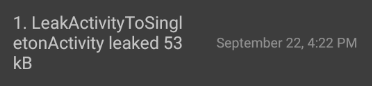 1. LeakActivityToSingl
etonActivity leaked 53
kB
September 22, 4:22 PM